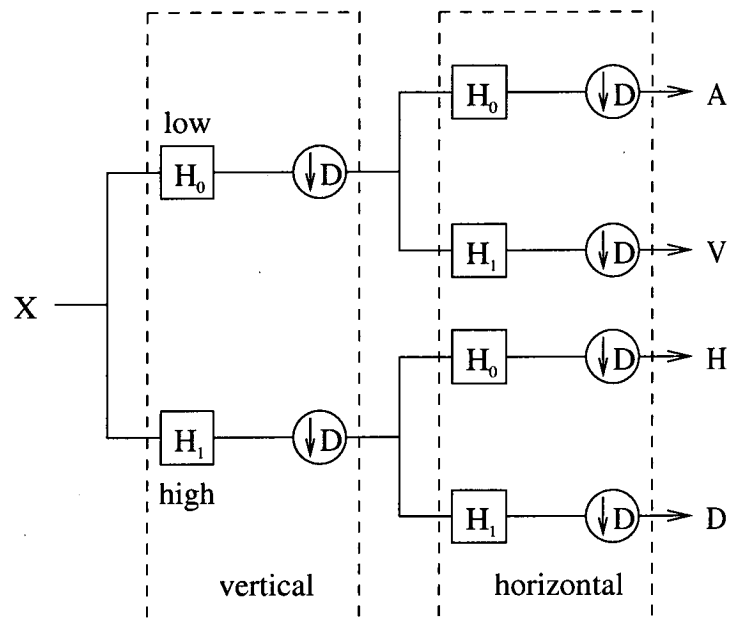 H₀ ↓D A
low
H₀ ↓D
H₁ ↓D V
X
H₀ ↓D H
H₁ ↓D
high
H₁ ↓D D
vertical horizontal